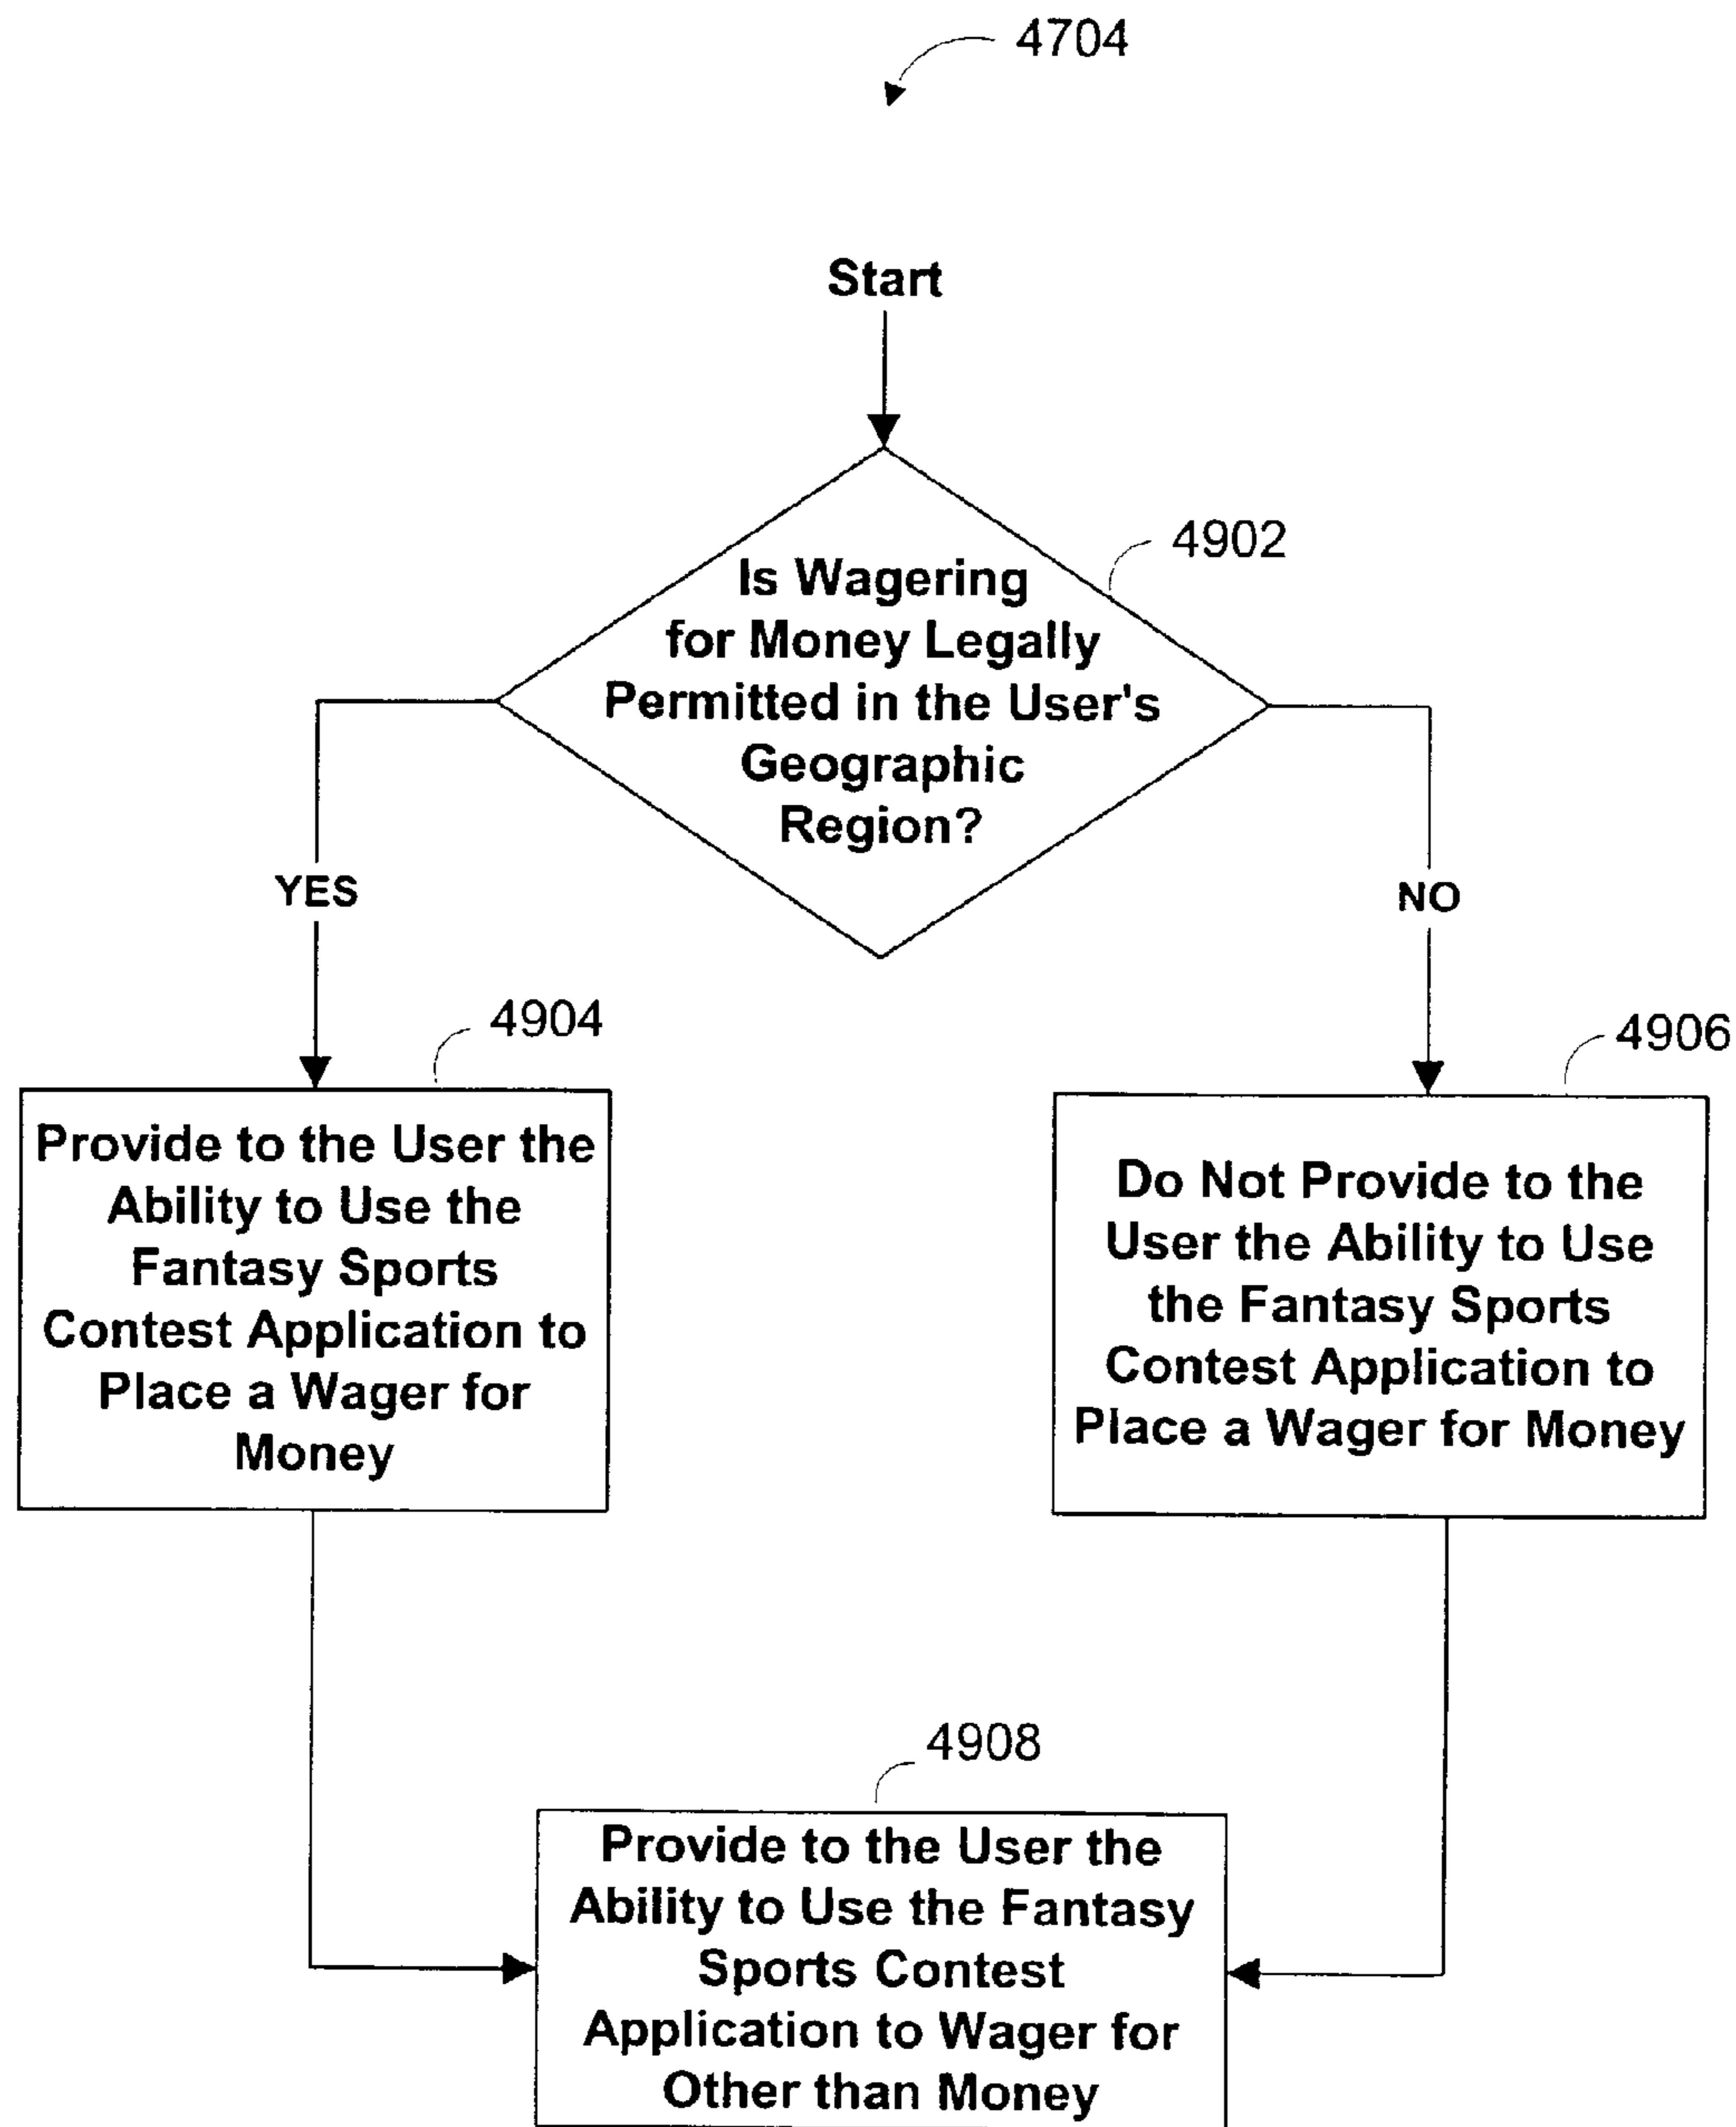 4704
Start
4902
Is Wagering
for Money Legally
Permitted in the User's
Geographic
Region?
YES
NO
4904
Provide to the User the
Ability to Use the
Fantasy Sports
Contest Application to
Place a Wager for
Money
4906
Do Not Provide to the
User the Ability to Use
the Fantasy Sports
Contest Application to
Place a Wager for Money
4908
Provide to the User the
Ability to Use the Fantasy
Sports Contest
Application to Wager for
Other than Money